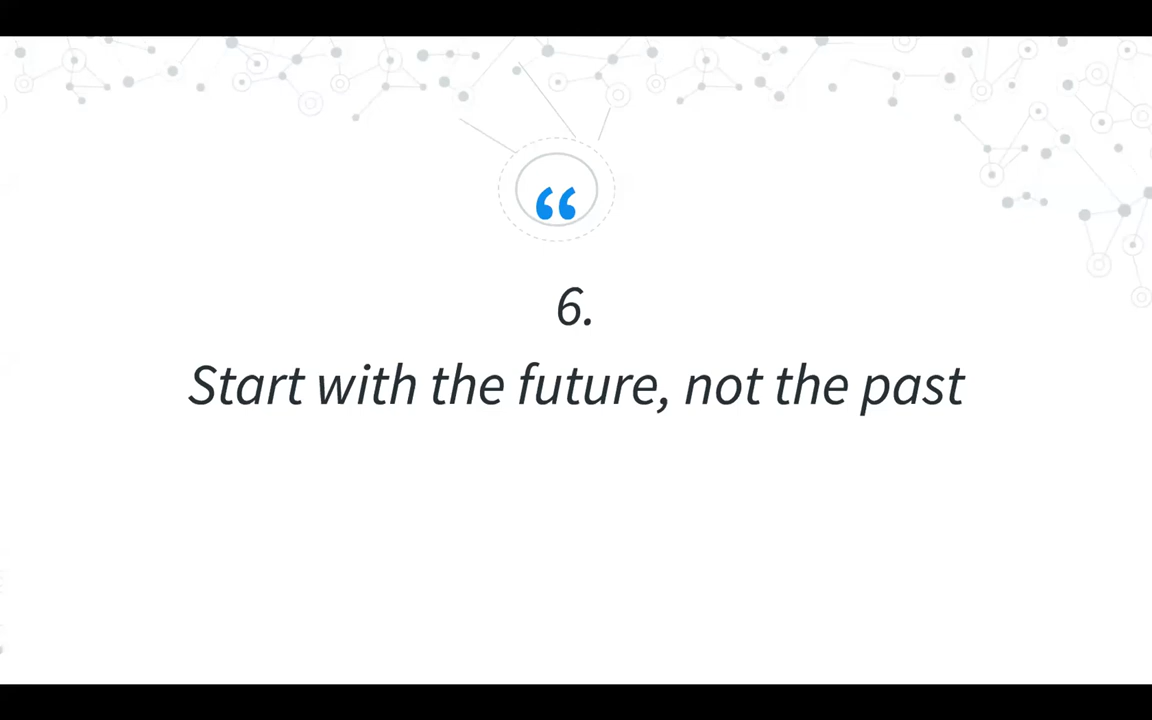 “
6.
Start with the future, not the past